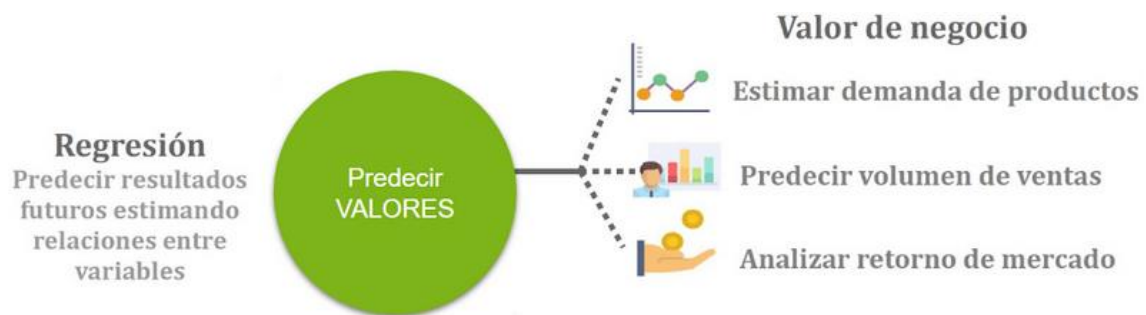 Regresión
Predecir resultados
futuros estimando
relaciones entre
variables
Predecir
VALORES
Valor de negocio
Estimar demanda de productos
Predecir volumen de ventas
Analizar retorno de mercado